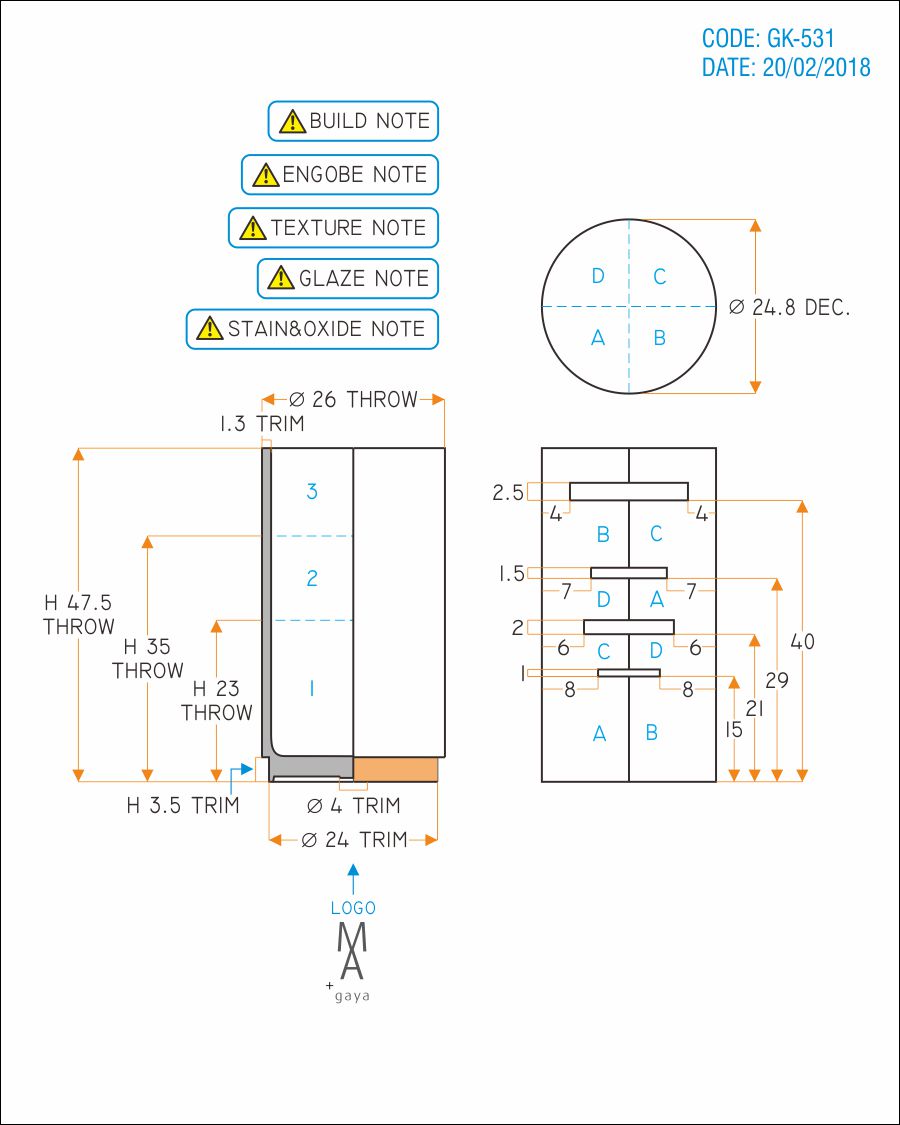 CODE: GK-531
DATE: 20/02/2018
BUILD NOTE
ENGOBE NOTE
TEXTURE NOTE
GLAZE NOTE
STAIN&OXIDE NOTE
D C
A B
Ø 24.8 DEC.
Ø 26 THROW
1.3 TRIM
3
2
1
H 47.5
THROW
H 35
THROW
H 23
THROW
H 3.5 TRIM
Ø 4 TRIM
Ø 24 TRIM
LOGO
MA
+
gaya
2.5
4 4
B C
1.5
7 7
D A
2
6 6
C D
1
8 8
A B
40
29
21
15